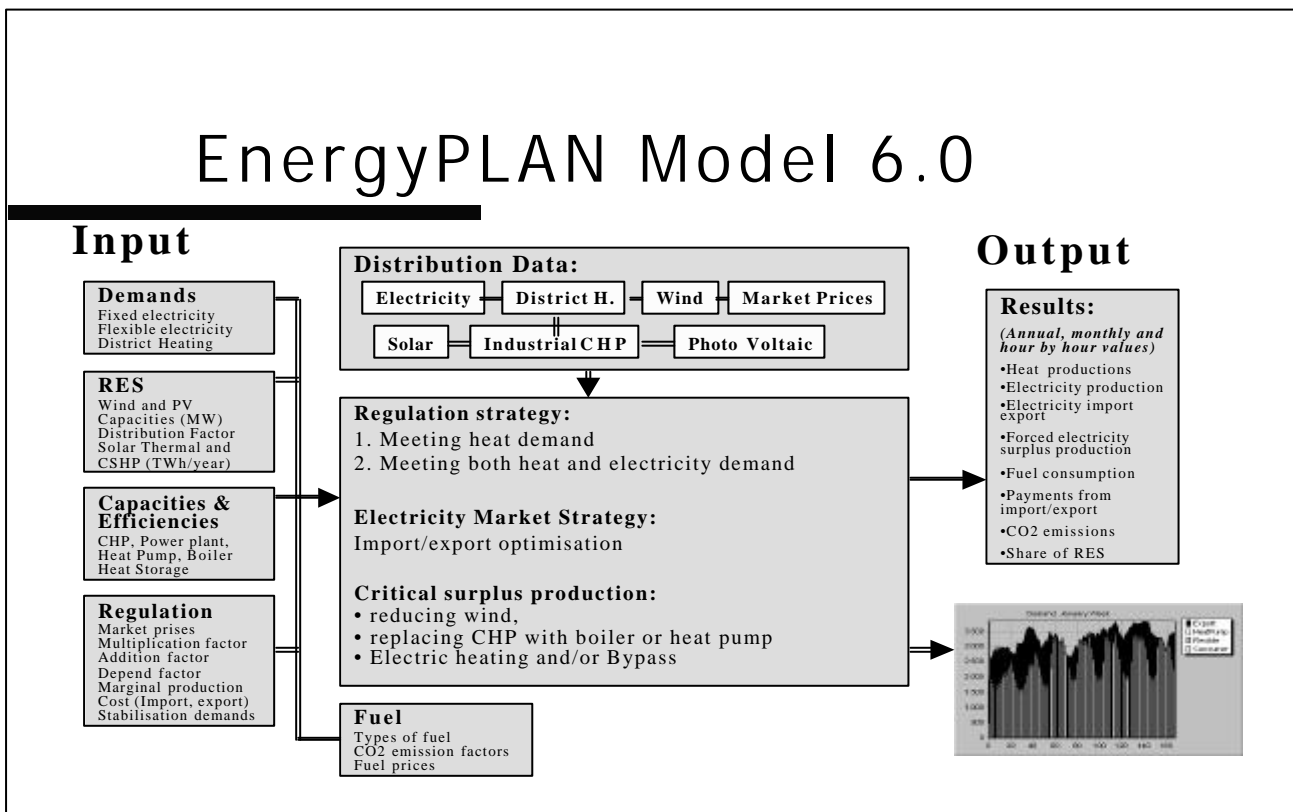 EnergyPLAN Model 6.0
Input
Demands
Fixed electricity
Flexible electricity
District Heating
RES
Wind and PV
Capacities (MW)
Distribution Factor
Solar Thermal and
CSHP (TWh/year)
Capacities &
Efficiencies
CHP, Power plant,
Heat Pump, Boiler
Heat Storage
Regulation
Market prises
Multiplication factor
Addition factor
Depend factor
Marginal production
Cost (Import, export)
Stabilisation demands
Fuel
Types of fuel
CO2 emission factors
Fuel prices
Distribution Data:
Electricity District H. Wind Market Prices
Solar Industrial CHP Photo Voltaic
Regulation strategy:
1. Meeting heat demand
2. Meeting both heat and electricity demand
Electricity Market Strategy:
Import/export optimisation
Critical surplus production:
• reducing wind,
• replacing CHP with boiler or heat pump
• Electric heating and/or Bypass
Output
Results:
(Annual, monthly and
hour by hour values)
•Heat productions
•Electricity production
•Electricity import
export
•Forced electricity
surplus production
•Fuel consumption
•Payments from
import/export
•CO2 emissions
•Share of RES
Demand January Week
Export
HeatPump
Flexible